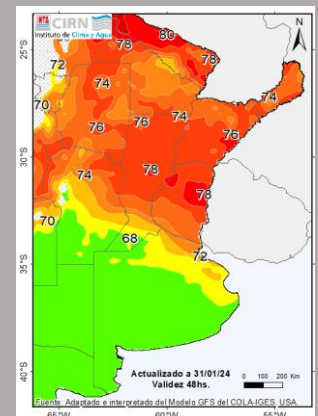 INTA CIRN
Instituto de Clima y Agua
N
80
78
78
72
74
74
70
76
76
74
76
78
74
78
70
68
72
25°S
30°S
35°S
40°S
Actualizado a 31/01/24
Validez 48hs.
0 100 200 Km
Fuente: Adaptado e interpretado del Modelo GFS del COLA-IGES, USA.
65°W 60°W 55°W